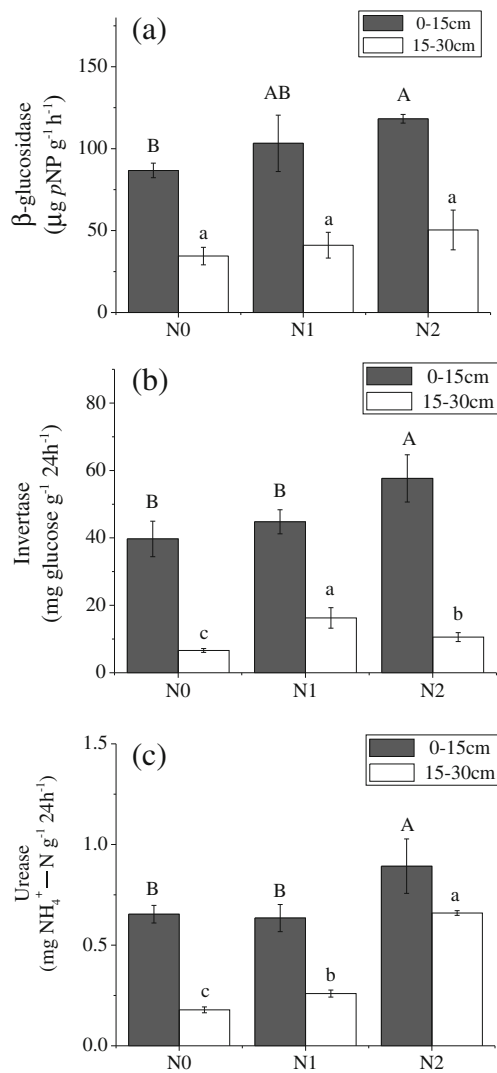 (a)
0-15cm
15-30cm
β-glucosidase
(μg pNP g⁻¹ h⁻¹)
150
100
50
0
B
a
AB
a
A
a
N0 N1 N2
(b)
0-15cm
15-30cm
Invertase
(mg glucose g⁻¹ 24h⁻¹)
80
60
40
20
0
B
c
B
a
A
b
N0 N1 N2
(c)
0-15cm
15-30cm
Urease
(mg NH₄⁺—N g⁻¹ 24h⁻¹)
1.5
1.0
0.5
0.0
B
c
B
b
A
a
N0 N1 N2